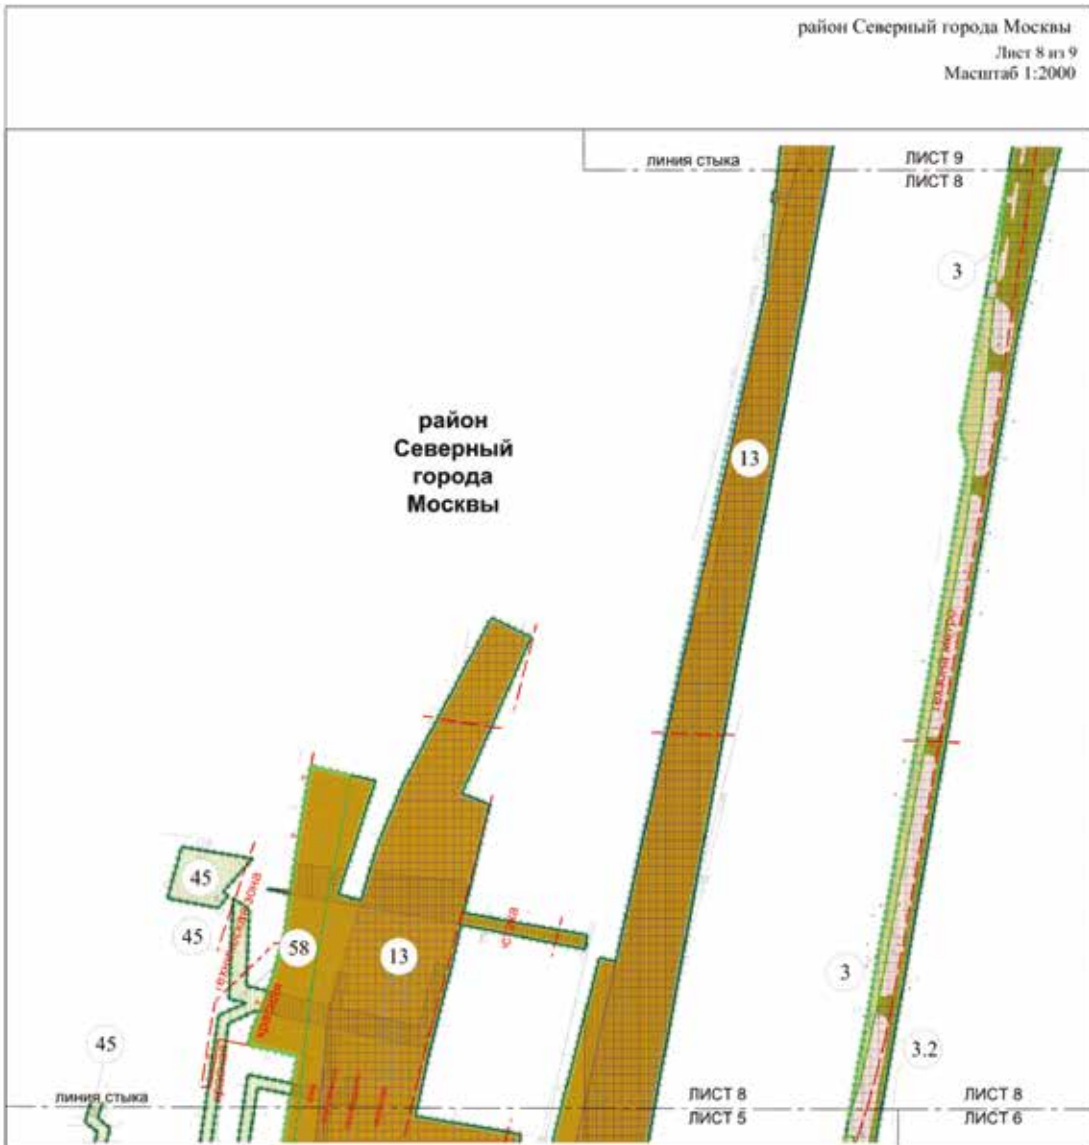 район Северный города Москвы
Лист 8 из 9
Масштаб 1:2000
линия стыка
ЛИСТ 9
ЛИСТ 8
3
район
Северный
города
Москвы
13
45
45
58
13
3
45
3.2
техническая зона
линия стыка
ЛИСТ 8
ЛИСТ 5
ЛИСТ 8
ЛИСТ 6